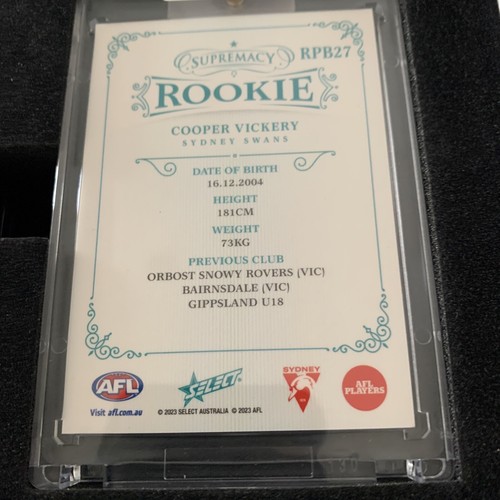 SUPREMACY
RPB27
ROOKIE
COOPER VICKERY
SYDNEY SWANS
DATE OF BIRTH
16.12.2004
HEIGHT
181CM
WEIGHT
73KG
PREVIOUS CLUB
ORBOST SNOWY ROVERS (VIC)
BAIRNSDALE (VIC)
GIPPSLAND U18
AFL
Visit afl.com.au
SELECT
© 2023 SELECT AUSTRALIA © 2023 AFL
SYDNEY
AFL
PLAYERS